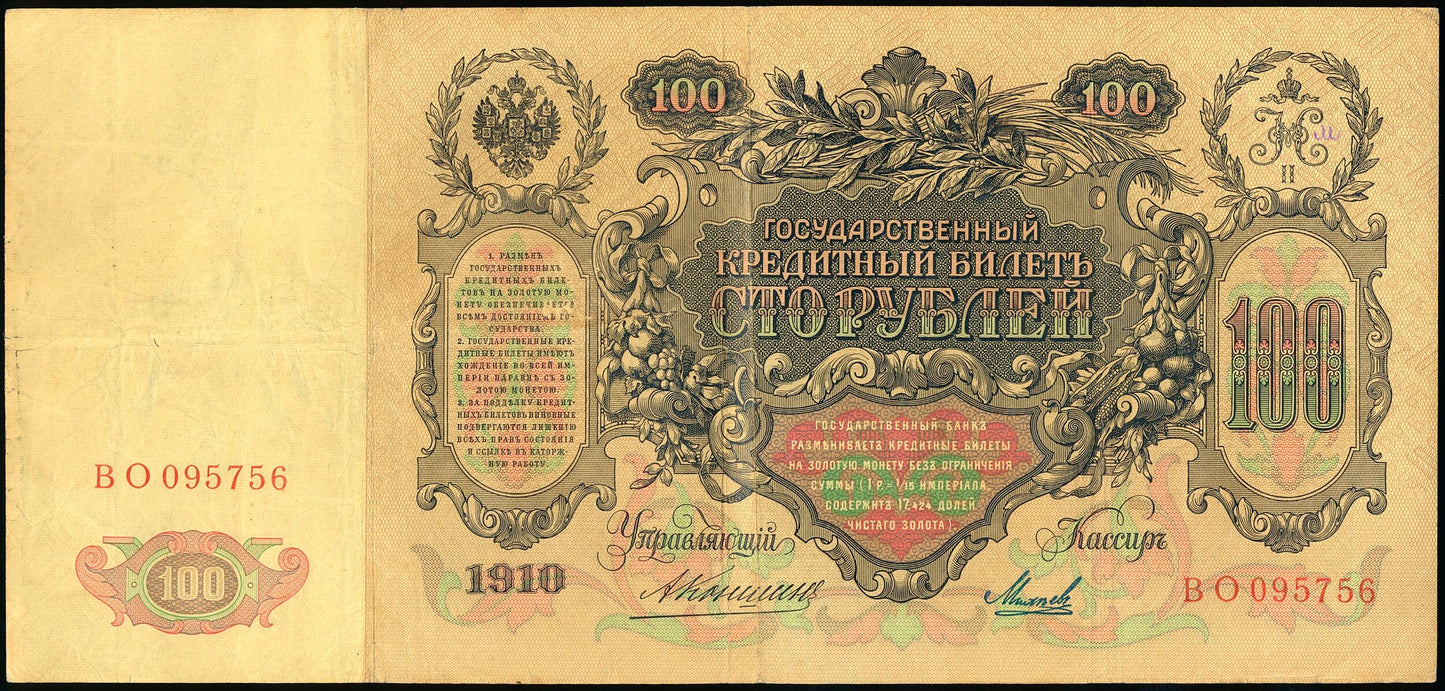 100
100
II
ГОСУДАРСТВЕННЫЙ
КРЕДИТНЫЙ БИЛЕТЪ
СТО РУБЛЕЙ
1. РАЗМѢНЪ
ГОСУДАРСТВЕННЫХЪ
КРЕДИТНЫХЪ БИЛЕ-
ТОВЪ НА ЗОЛОТУЮ МО-
НЕТУ ОБЕЗПЕЧИВАЕТСЯ
ВСѢМЪ ДОСТОЯНІЕМЪ ГО-
СУДАРСТВА.
2. ГОСУДАРСТВЕННЫЕ КРЕ-
ДИТНЫЕ БИЛЕТЫ ИМѢЮТЪ
ХОЖДЕНІЕ ВО ВСЕЙ ИМ-
ПЕРІИ НАРАВНѢ СЪ ЗО-
ЛОТОЮ МОНЕТОЮ.
3. ЗА ПОДДѢЛКУ КРЕДИТ-
НЫХЪ БИЛЕТОВЪ ВИНОВНЫЕ
ПОДВЕРГАЮТСЯ ЛИШЕНІЮ
ВСѢХЪ ПРАВЪ СОСТОЯНІЯ
И ССЫЛКѢ ВЪ КАТОРЖ-
НУЮ РАБОТУ.
100
ГОСУДАРСТВЕННЫЙ БАНКЪ
РАЗМѢНИВАЕТЪ КРЕДИТНЫЕ БИЛЕТЫ
НА ЗОЛОТУЮ МОНЕТУ БЕЗЪ ОГРАНИЧЕНІЯ
СУММЫ (1 Р. = 1/15 ИМПЕРІАЛА,
СОДЕРЖИТЪ 17,424 ДОЛЕЙ
ЧИСТАГО ЗОЛОТА).
ВО 095756
100
Управляющій
Кассиръ
1910
АКоншинъ
ВО 095756